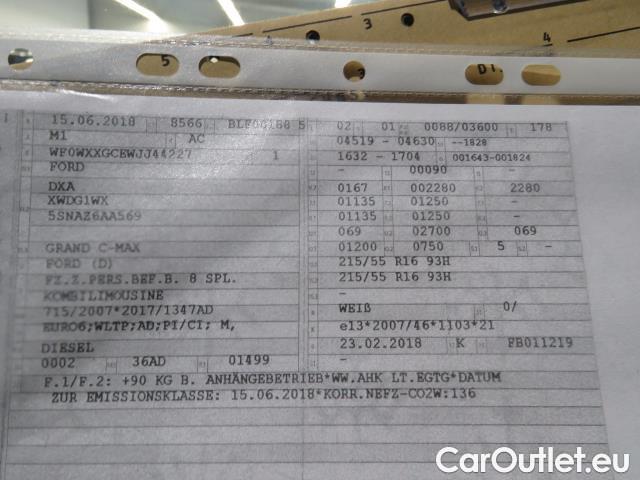 3
4
5
3
D1.
15.06.2018 8566 BLF00188 5 02 01 0088/03600 178
M1 AC 04519 - 04630 --1828
WF0WXXGCEWJJ44227 1 1632 - 1704 001643-001824
FORD - 00090 -
DXA 0167 002280 2280
XWDG1WX 01135 01250 -
5SNAZ6AA569 01135 01250 -
069 02700 069
GRAND C-MAX 01200 0750 5 -
FORD (D) 215/55 R16 93H
FZ.Z.PERS.BEF.B. 8 SPL. 215/55 R16 93H
KOMBILIMOUSINE -
715/2007*2017/1347AD WEIß 0/
EURO6;WLTP;AD;PI/CI; M, e13*2007/46*1103*21
DIESEL 23.02.2018 K FB011219
0002 36AD 01499 -
F.1/F.2: +90 KG B. ANHÄNGEBETRIEB*WW.AHK LT.EGTG*DATUM
ZUR EMISSIONSKLASSE: 15.06.2018*KORR.NEFZ-CO2W:136
CarOutlet.eu